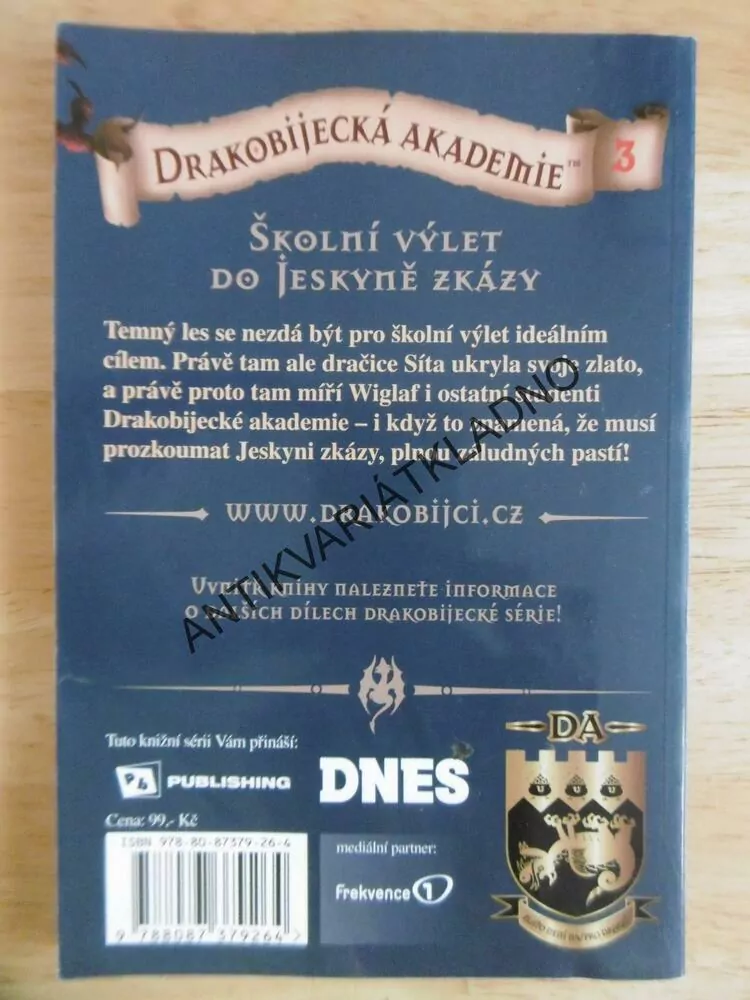 DRAKOBIJECKÁ AKADEMIE™ 3
ŠKOLNÍ VÝLET
DO JESKYNĚ ZKÁZY
Temný les se nezdá být pro školní výlet ideálním
cílem. Právě tam ale dračice Síta ukryla svoje zlato,
a právě proto tam míří Wiglaf i ostatní studenti
Drakobijecké akademie – i když to znamená, že musí
prozkoumat Jeskyni zkázy, plnou záludných pastí!
WWW.DRAKOBIJCI.CZ
UVNITŘ KNIHY NALEZNETE INFORMACE
O DALŠÍCH DÍLECH DRAKOBIJECKÉ SÉRIE!
ANTIKVARIÁTKLADNO
Tuto knižní sérii Vám přináší:
PB PUBLISHING
DNES
DA
Cena: 99,- Kč
ISBN 978-80-87379-26-4
9 788087 379264 >
mediální partner:
Frekvence 1